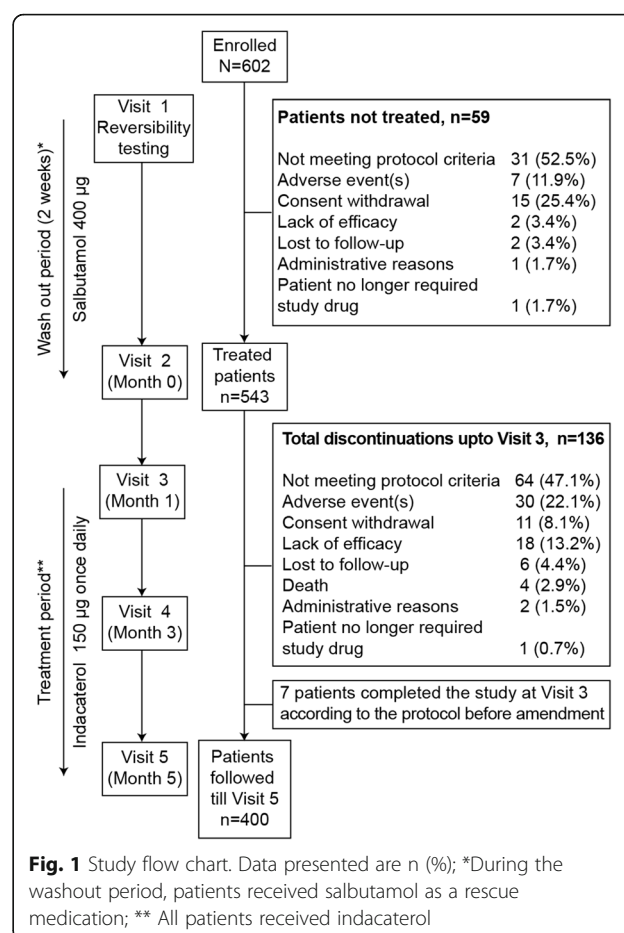 Enrolled
N=602
Visit 1
Reversibility
testing
Wash out period (2 weeks)*
Salbutamol 400 µg
Patients not treated, n=59
Not meeting protocol criteria 31 (52.5%)
Adverse event(s) 7 (11.9%)
Consent withdrawal 15 (25.4%)
Lack of efficacy 2 (3.4%)
Lost to follow-up 2 (3.4%)
Administrative reasons 1 (1.7%)
Patient no longer required
study drug 1 (1.7%)
Visit 2
(Month 0)
Treated
patients
n=543
Total discontinuations upto Visit 3, n=136
Not meeting protocol criteria 64 (47.1%)
Adverse event(s) 30 (22.1%)
Consent withdrawal 11 (8.1%)
Lack of efficacy 18 (13.2%)
Lost to follow-up 6 (4.4%)
Death 4 (2.9%)
Administrative reasons 2 (1.5%)
Patient no longer required
study drug 1 (0.7%)
Visit 3
(Month 1)
Treatment period**
Indacaterol 150 µg once daily
Visit 4
(Month 3)
7 patients completed the study at Visit 3
according to the protocol before amendment
Visit 5
(Month 5)
Patients
followed
till Visit 5
n=400
Fig. 1 Study flow chart. Data presented are n (%); *During the
washout period, patients received salbutamol as a rescue
medication; ** All patients received indacaterol